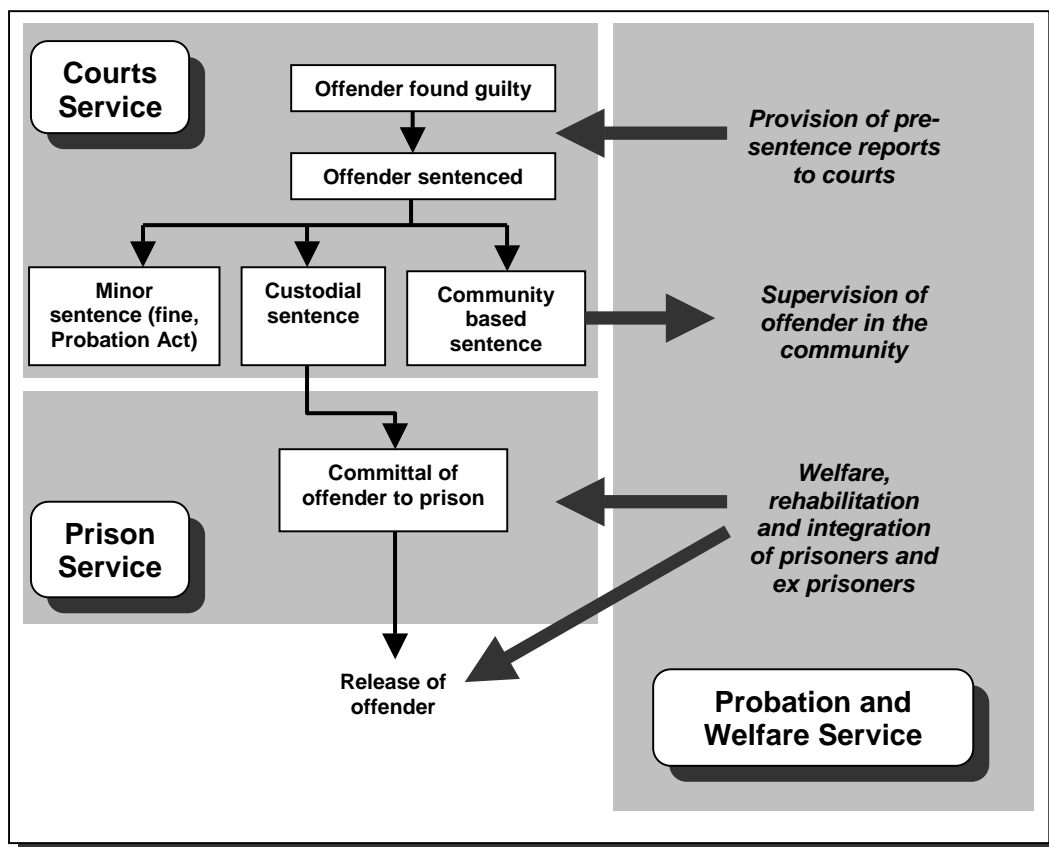 Courts
Service
Offender found guilty
Provision of pre-
sentence reports
to courts
Offender sentenced
Minor
sentence (fine,
Probation Act)
Custodial
sentence
Community
based
sentence
Supervision of
offender in the
community
Committal of
offender to prison
Welfare,
rehabilitation
and integration
of prisoners and
ex prisoners
Prison
Service
Release of
offender
Probation and
Welfare Service